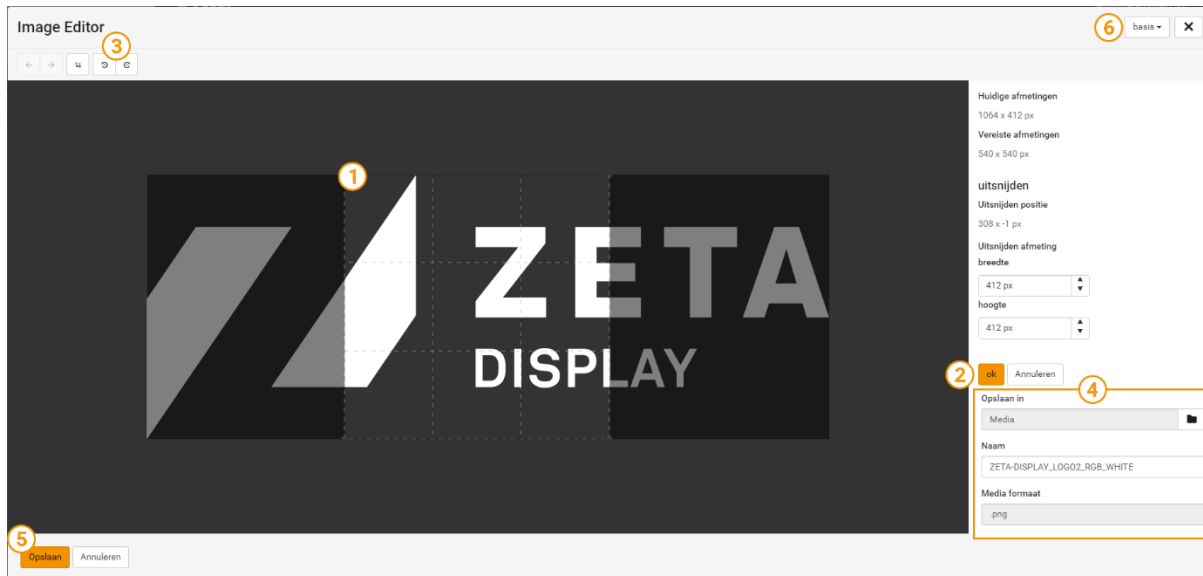 Image Editor
6
basis
3
Huidige afmetingen
1064 x 412 px
Vereiste afmetingen
540 x 540 px
1
uitsnijden
Uitsnijden positie
308 x -1 px
ZETA
DISPLAY
Uitsnijden afmeting
breedte
412 px
hoogte
412 px
2
ok
Annuleren
4
Opslaan in
Media
Naam
ZETA-DISPLAY_LOGO2_RGB_WHITE
Media formaat
.png
5
Opslaan
Annuleren